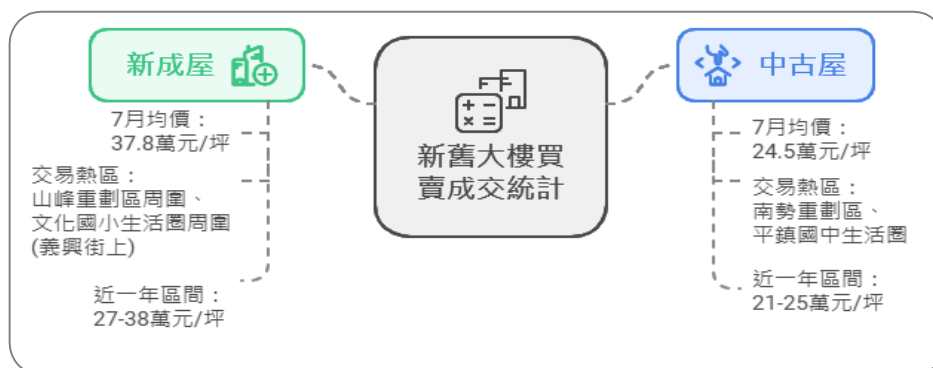 新成屋
7月均價：
37.8萬元/坪
交易熱區：
山峰重劃區周圍、
文化國小生活圈周圍
(義興街上)
近一年區間：
27-38萬元/坪
新舊大樓買
賣成交統計
中古屋
7月均價：
24.5萬元/坪
交易熱區：
南勢重劃區、
平鎮國中生活圈
近一年區間：
21-25萬元/坪